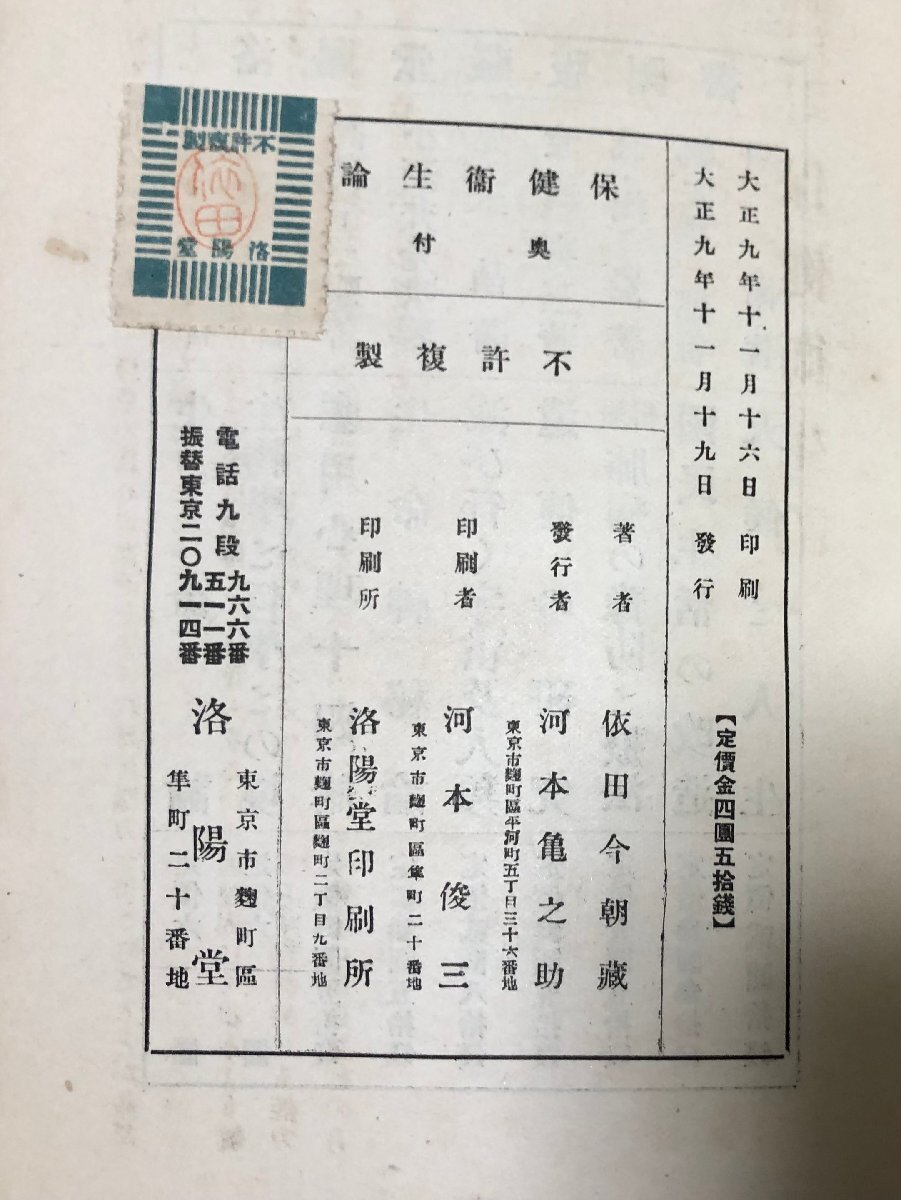 大正九年十一月十六日印刷
大正九年十一月十九日發行
【定價金四圓五拾錢】
保健衞生論
奥付
不許複製
著者 依田今朝藏
發行者 河本亀之助
東京市麴町區平河町五丁目三十六番地
印刷者 河本俊三
東京市麴町區隼町二十番地
印刷所 洛陽堂印刷所
東京市麴町區麴町二丁目九番地
東京市麴町區
隼町二十番地
洛陽堂
電話九段 九六六番
五一一番
振替東京二〇九一四番
不許複製
依田
洛陽堂